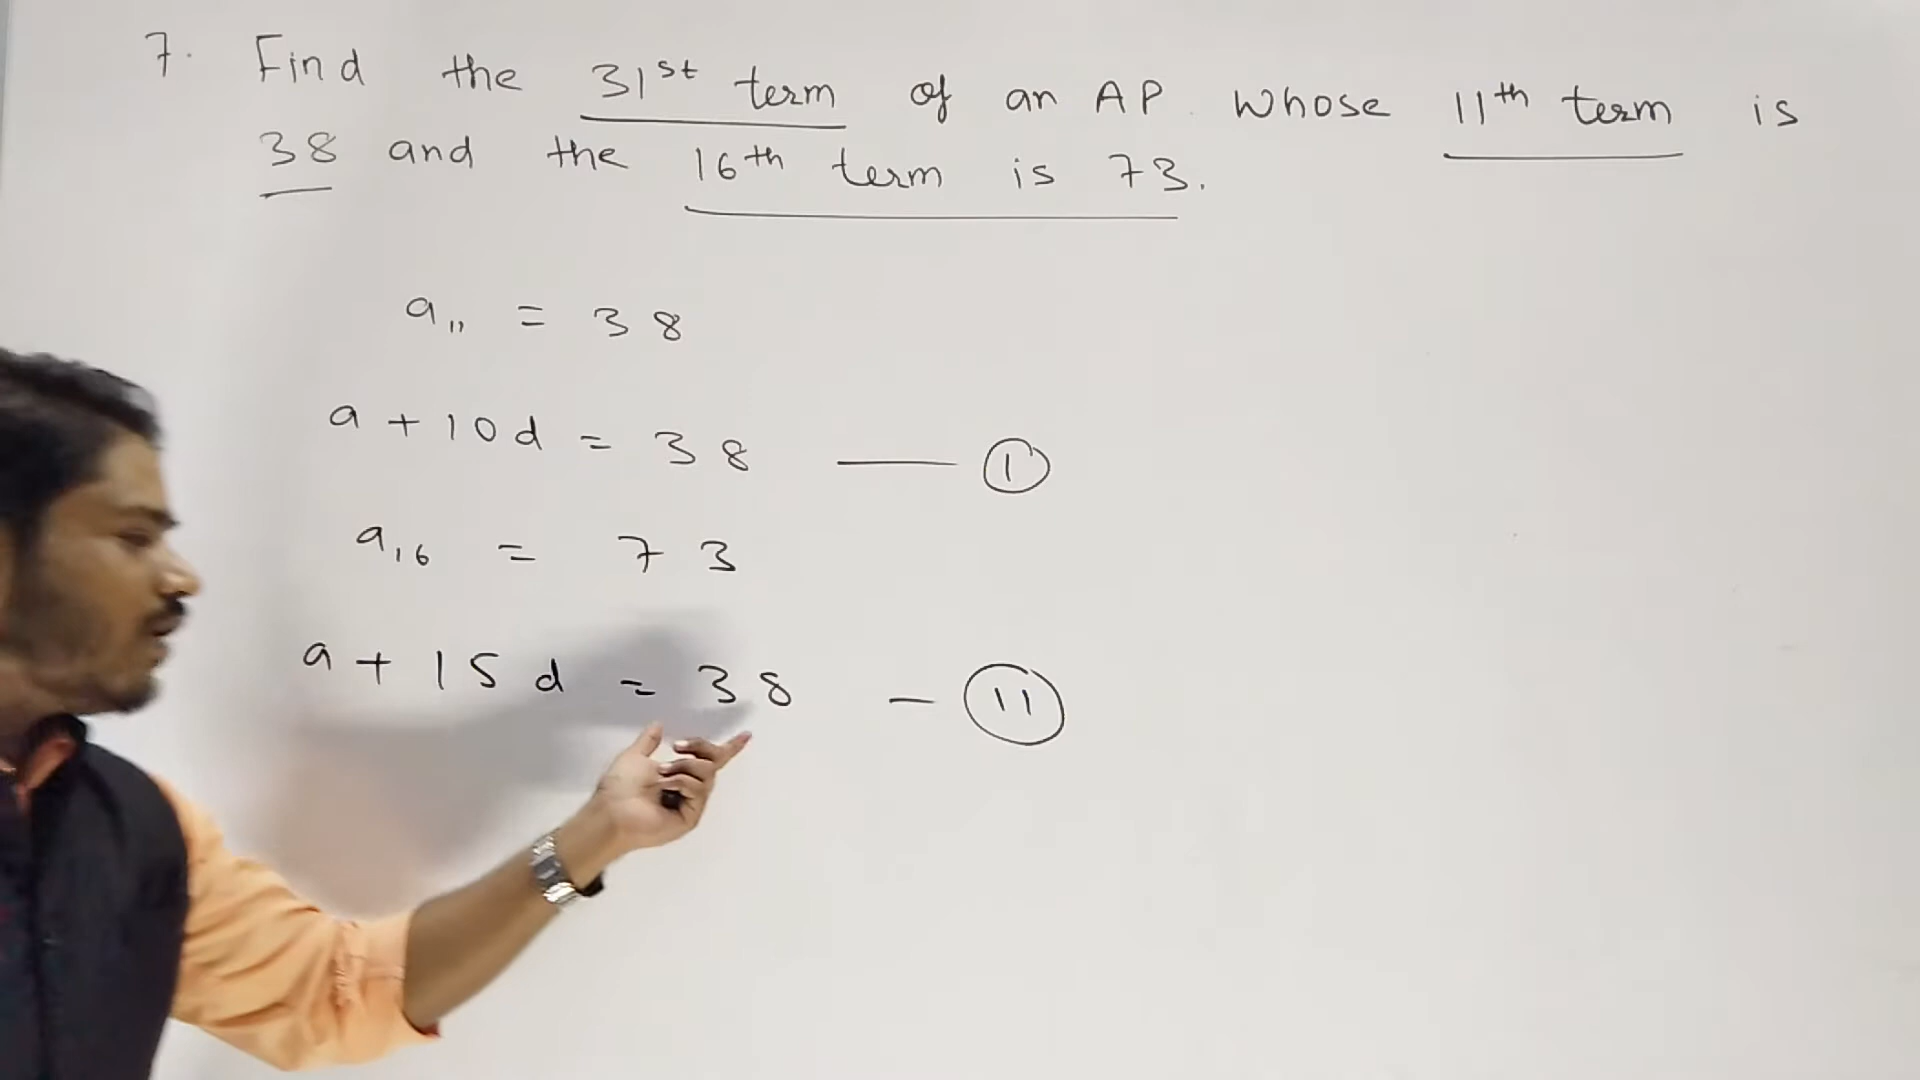 7. Find the 31st term of an AP whose 11th term is
38 and the 16th term is 73.
a₁₁ = 38
a + 10d = 38 — ①
a₁₆ = 73
a + 15d = 38 — ⑪